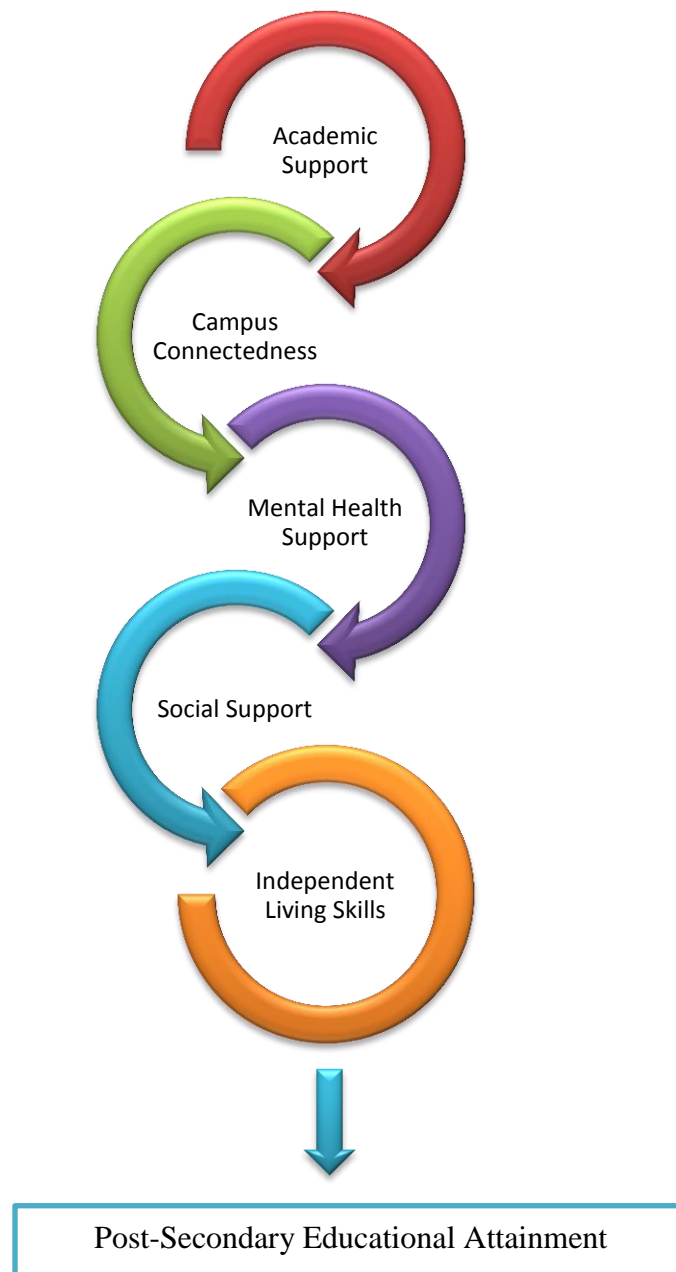 Academic
Support
Campus
Connectedness
Mental Health
Support
Social Support
Independent
Living Skills
Post-Secondary Educational Attainment